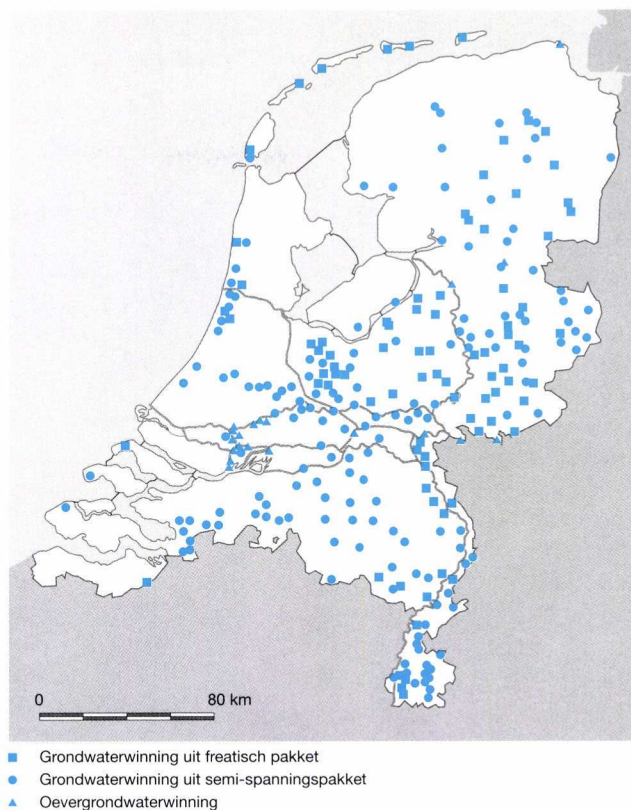 0 80 km
Grondwaterwinning uit freatisch pakket
Grondwaterwinning uit semi-spanningspakket
Oevergrondwaterwinning